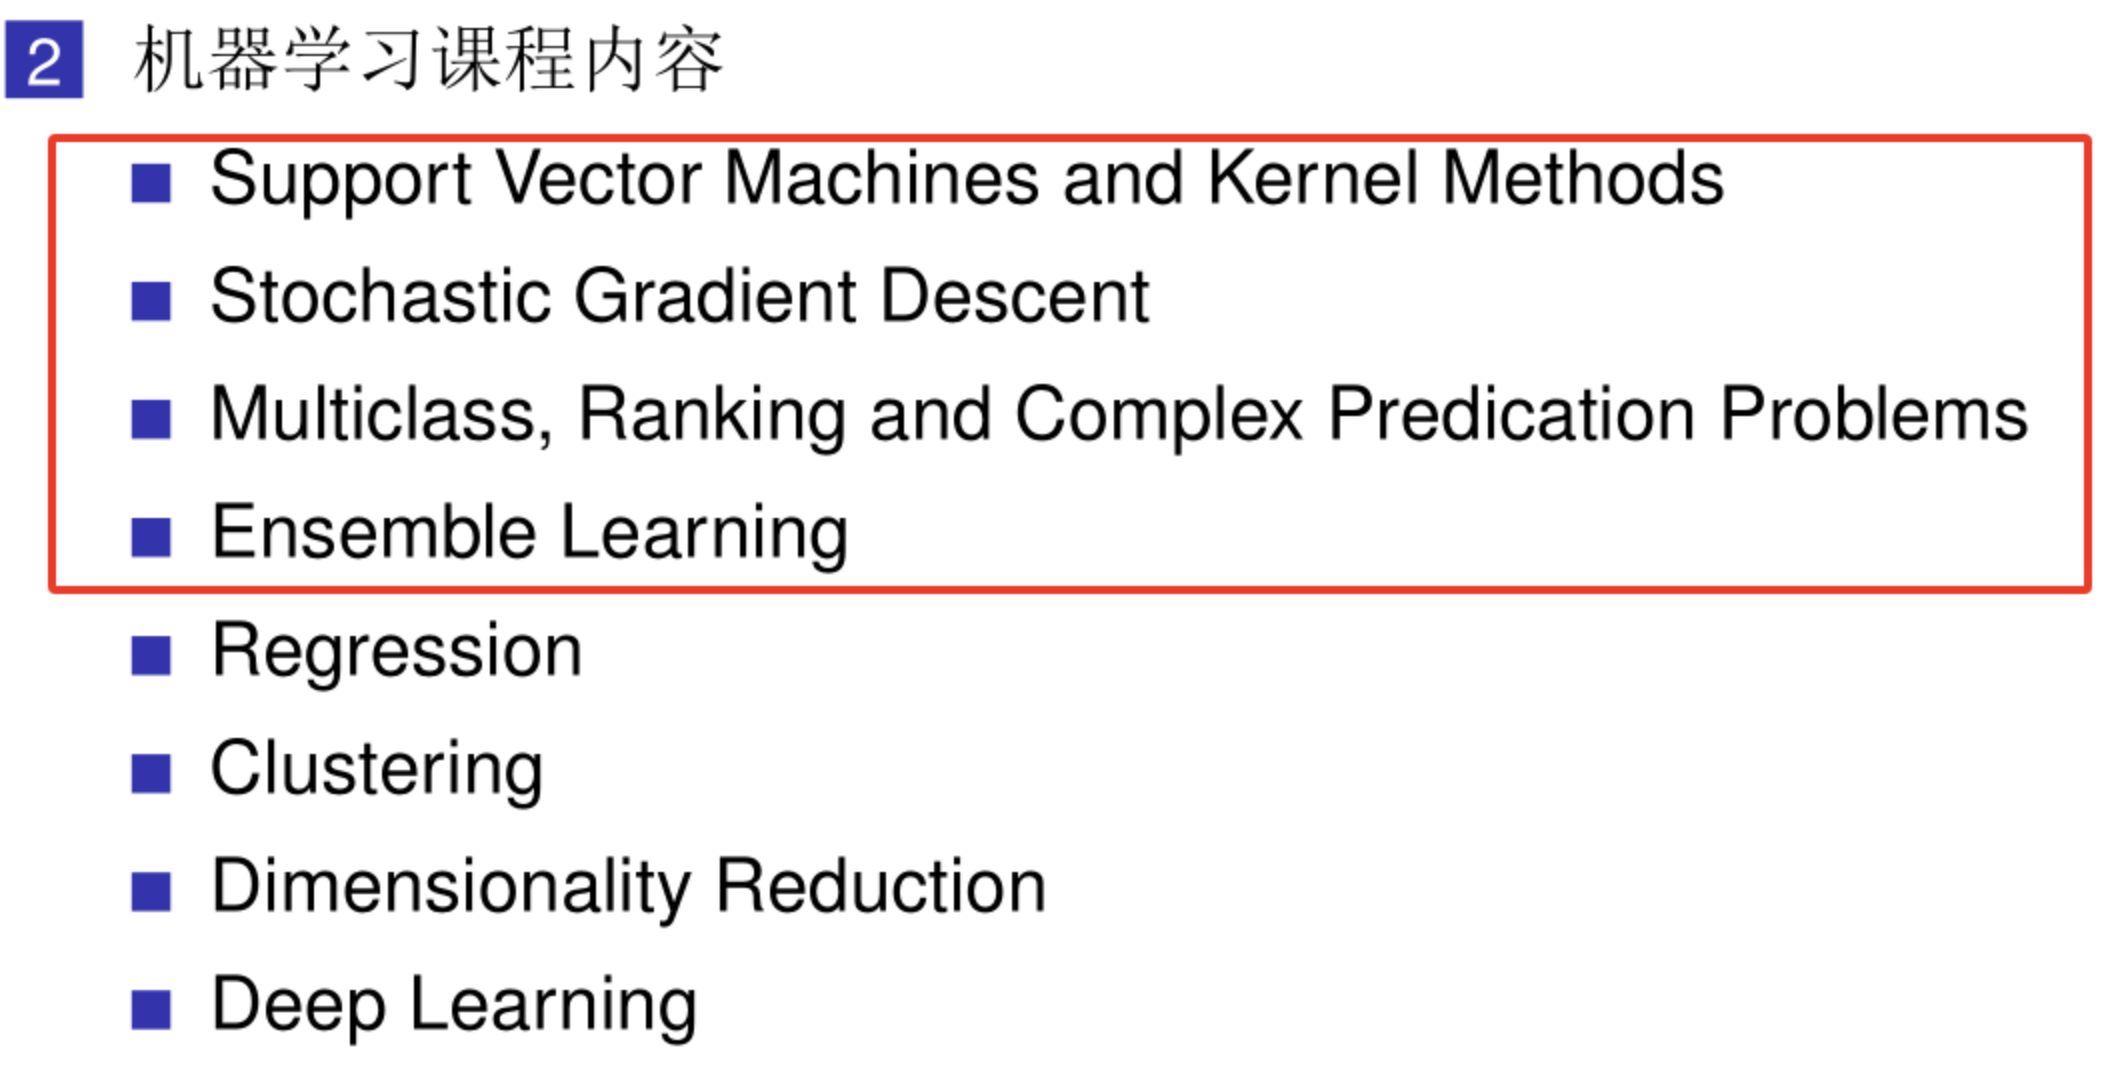 2 机器学习课程内容
Support Vector Machines and Kernel Methods
Stochastic Gradient Descent
Multiclass, Ranking and Complex Predication Problems
Ensemble Learning
Regression
Clustering
Dimensionality Reduction
Deep Learning